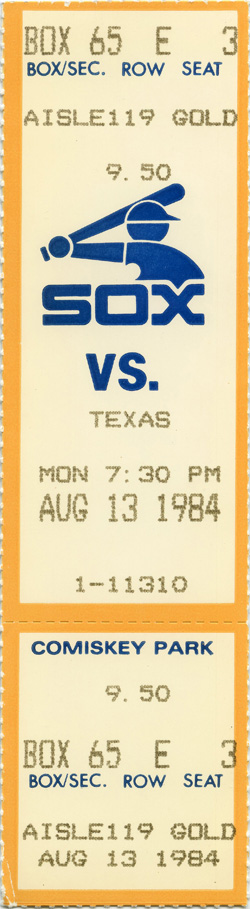 BOX 65 E 3
BOX/SEC. ROW SEAT
AISLE119 GOLD
9.50
SOX
VS.
TEXAS
MON 7:30 PM
AUG 13 1984
1-11310
COMISKEY PARK
9.50
BOX 65 E 3
BOX/SEC. ROW SEAT
AISLE119 GOLD
AUG 13 1984